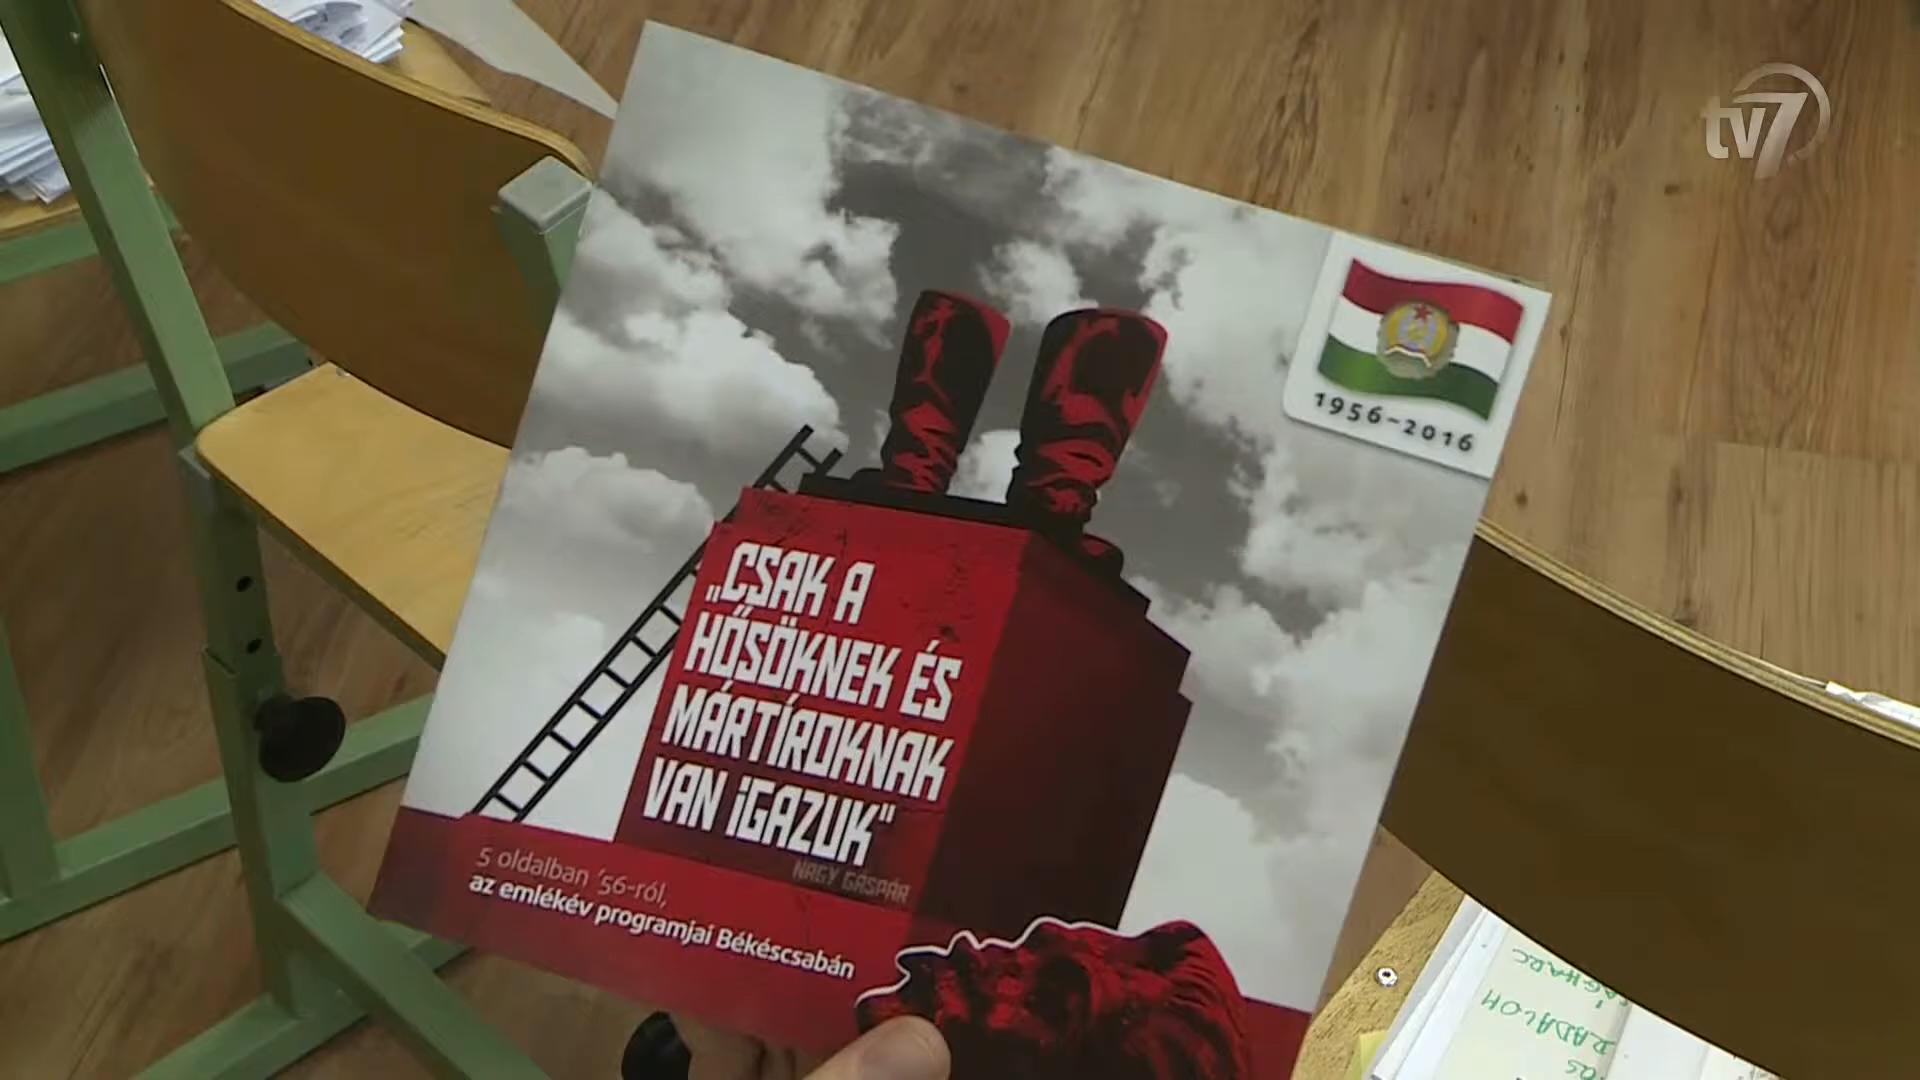 tv7
1956-2016
„CSAK A
HŐSÖKNEK ÉS
MÁRTÍROKNAK
VAN IGAZUK"
NAGY GÁSPÁR
5 oldalban '56-ról,
az emlékév programjai Békéscsabán